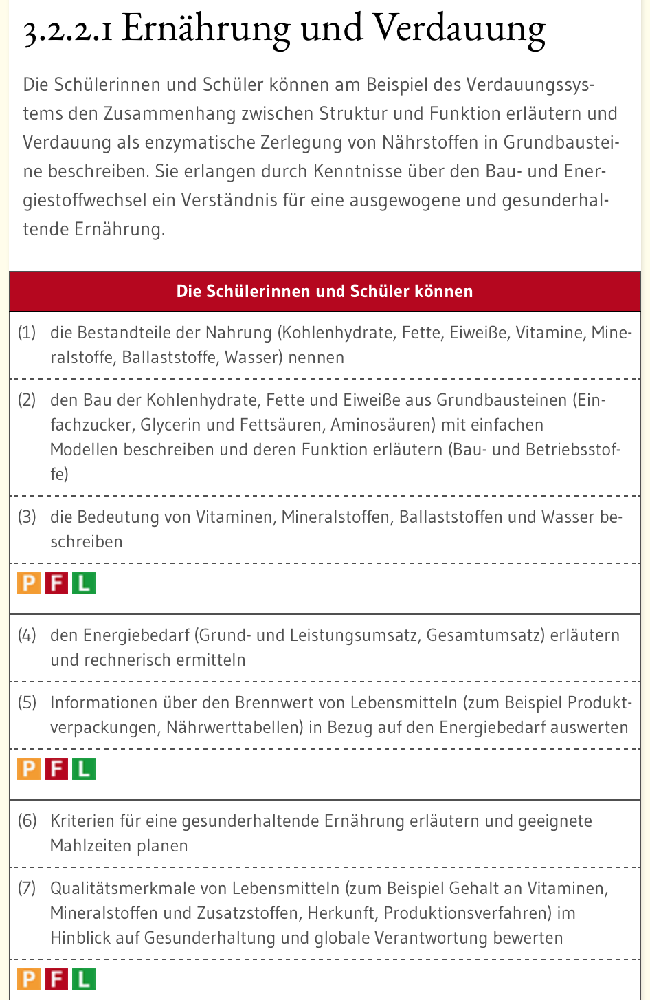 3.2.2.1 Ernährung und Verdauung
Die Schülerinnen und Schüler können am Beispiel des Verdauungssys-
tems den Zusammenhang zwischen Struktur und Funktion erläutern und
Verdauung als enzymatische Zerlegung von Nährstoffen in Grundbaustei-
ne beschreiben. Sie erlangen durch Kenntnisse über den Bau- und Ener-
giestoffwechsel ein Verständnis für eine ausgewogene und gesunderhal-
tende Ernährung.
Die Schülerinnen und Schüler können
(1) die Bestandteile der Nahrung (Kohlenhydrate, Fette, Eiweiße, Vitamine, Mine-
ralstoffe, Ballaststoffe, Wasser) nennen
(2) den Bau der Kohlenhydrate, Fette und Eiweiße aus Grundbausteinen (Ein-
fachzucker, Glycerin und Fettsäuren, Aminosäuren) mit einfachen
Modellen beschreiben und deren Funktion erläutern (Bau- und Betriebsstof-
fe)
(3) die Bedeutung von Vitaminen, Mineralstoffen, Ballaststoffen und Wasser be-
schreiben
P F L
(4) den Energiebedarf (Grund- und Leistungsumsatz, Gesamtumsatz) erläutern
und rechnerisch ermitteln
(5) Informationen über den Brennwert von Lebensmitteln (zum Beispiel Produkt-
verpackungen, Nährwerttabellen) in Bezug auf den Energiebedarf auswerten
P F L
(6) Kriterien für eine gesunderhaltende Ernährung erläutern und geeignete
Mahlzeiten planen
(7) Qualitätsmerkmale von Lebensmitteln (zum Beispiel Gehalt an Vitaminen,
Mineralstoffen und Zusatzstoffen, Herkunft, Produktionsverfahren) im
Hinblick auf Gesunderhaltung und globale Verantwortung bewerten
P F L